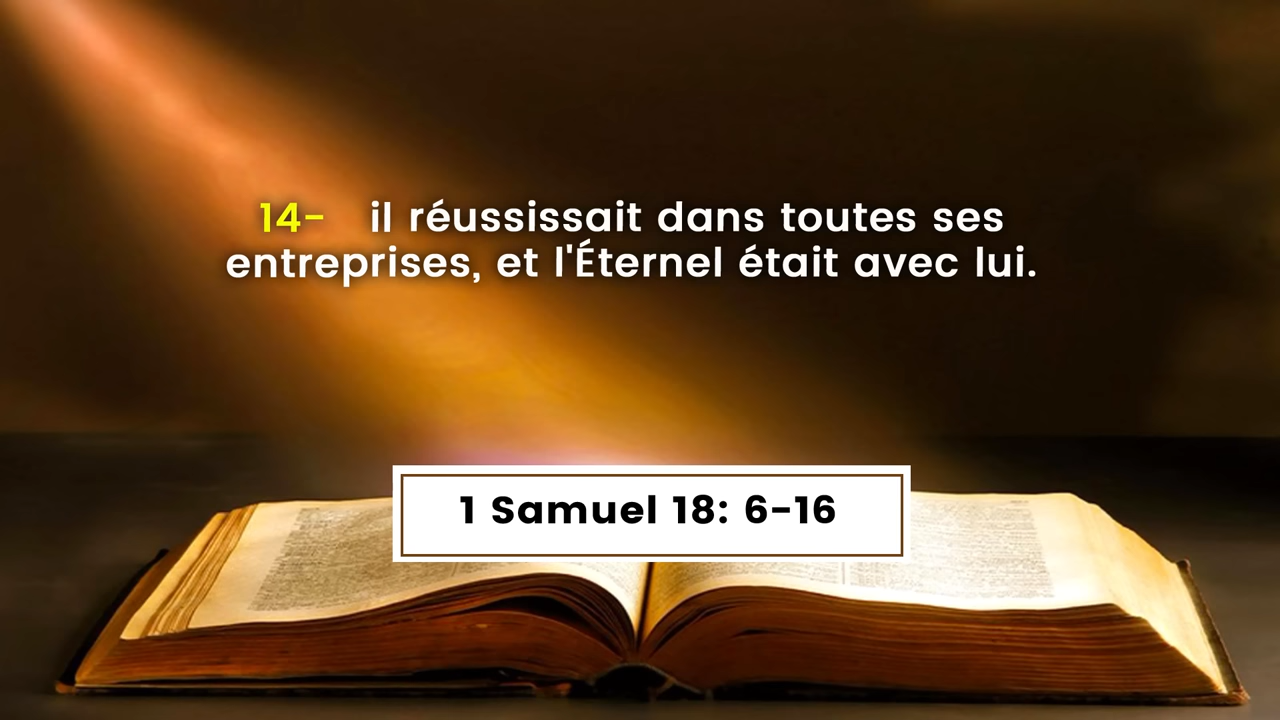 14- il réussissait dans toutes ses
entreprises, et l'Éternel était avec lui.
1 Samuel 18: 6-16